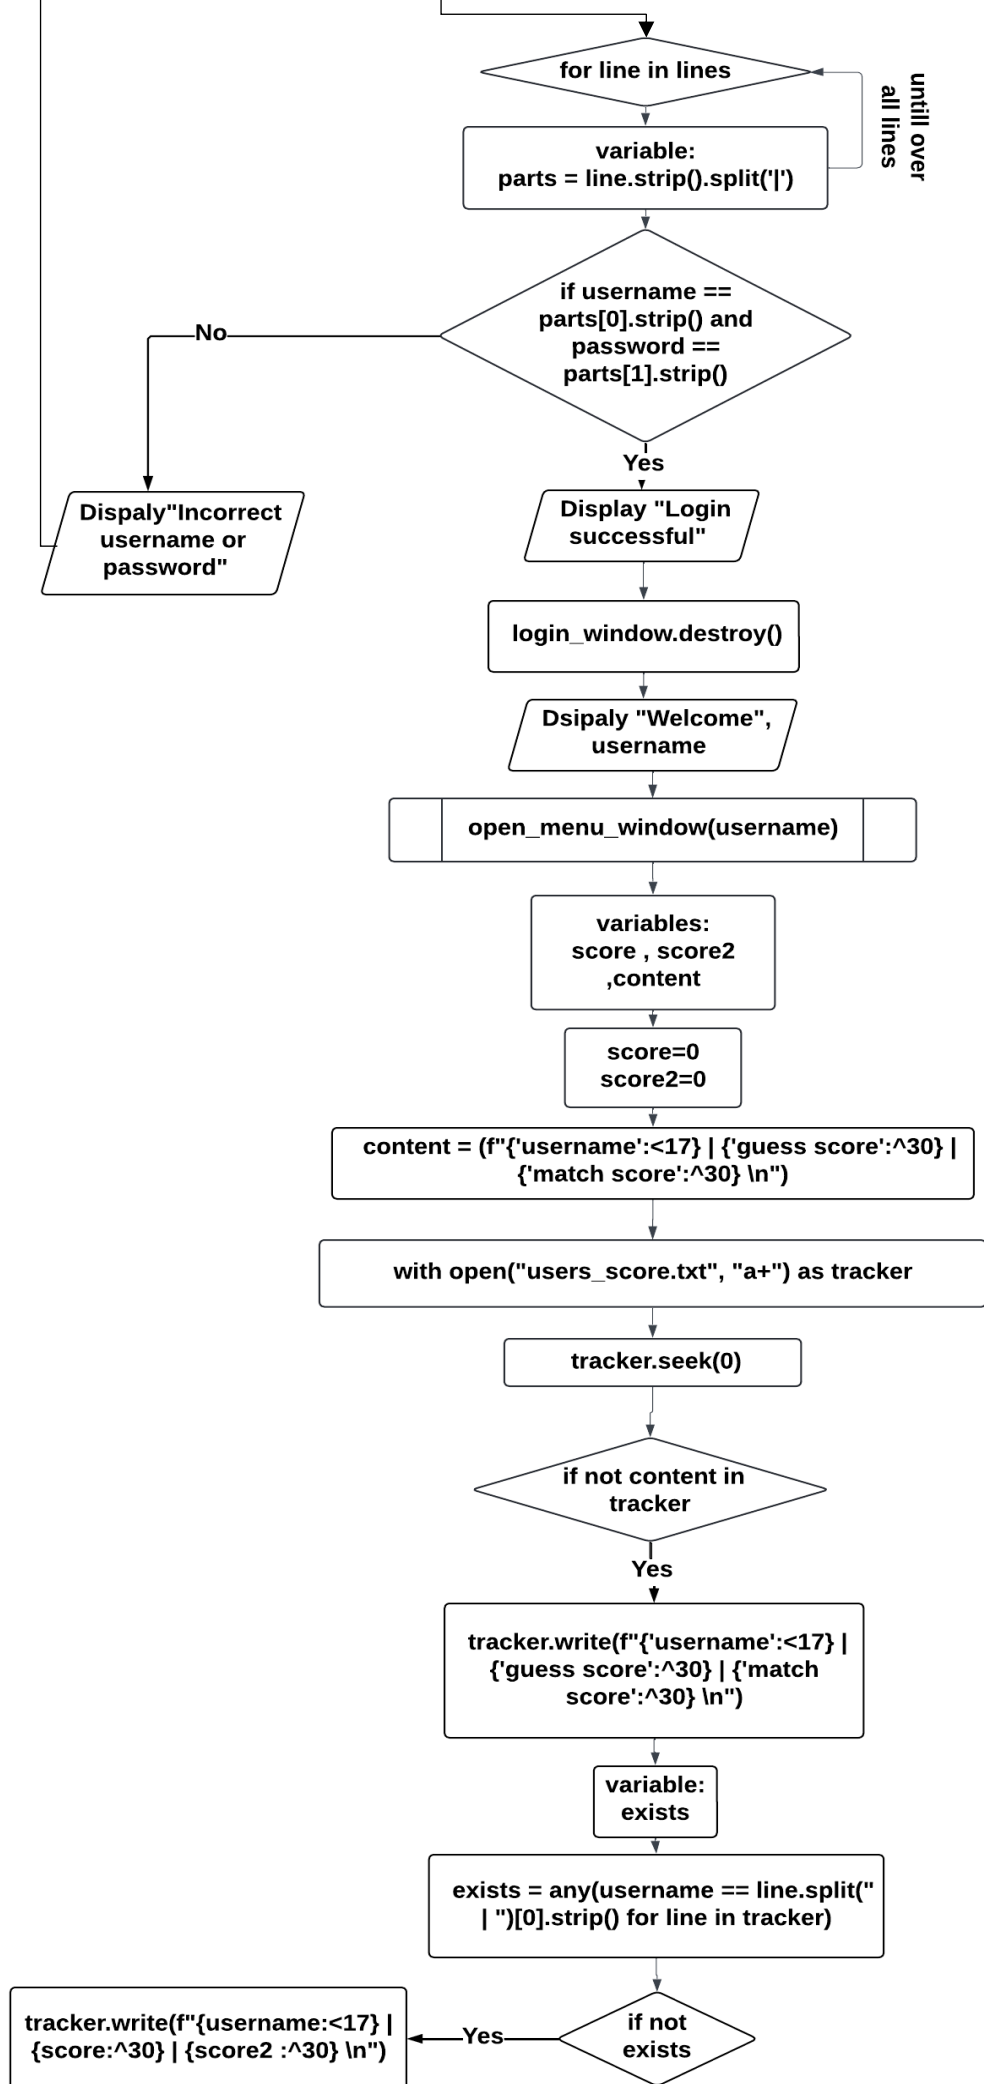 for line in lines
untill over
all lines
variable:
parts = line.strip().split('|')
if username ==
parts[0].strip() and
password ==
parts[1].strip()
No
Yes
Dispaly"Incorrect
username or
password"
Display "Login
successful"
login_window.destroy()
Dsipaly "Welcome",
username
open_menu_window(username)
variables:
score , score2
,content
score=0
score2=0
content = (f"{'username':<17} | {'guess score':^30} |
{'match score':^30} \n")
with open("users_score.txt", "a+") as tracker
tracker.seek(0)
if not content in
tracker
Yes
tracker.write(f"{'username':<17} |
{'guess score':^30} | {'match
score':^30} \n")
variable:
exists
exists = any(username == line.split("
| ")[0].strip() for line in tracker)
if not
exists
Yes
tracker.write(f"{username:<17} |
{score:^30} | {score2 :^30} \n")